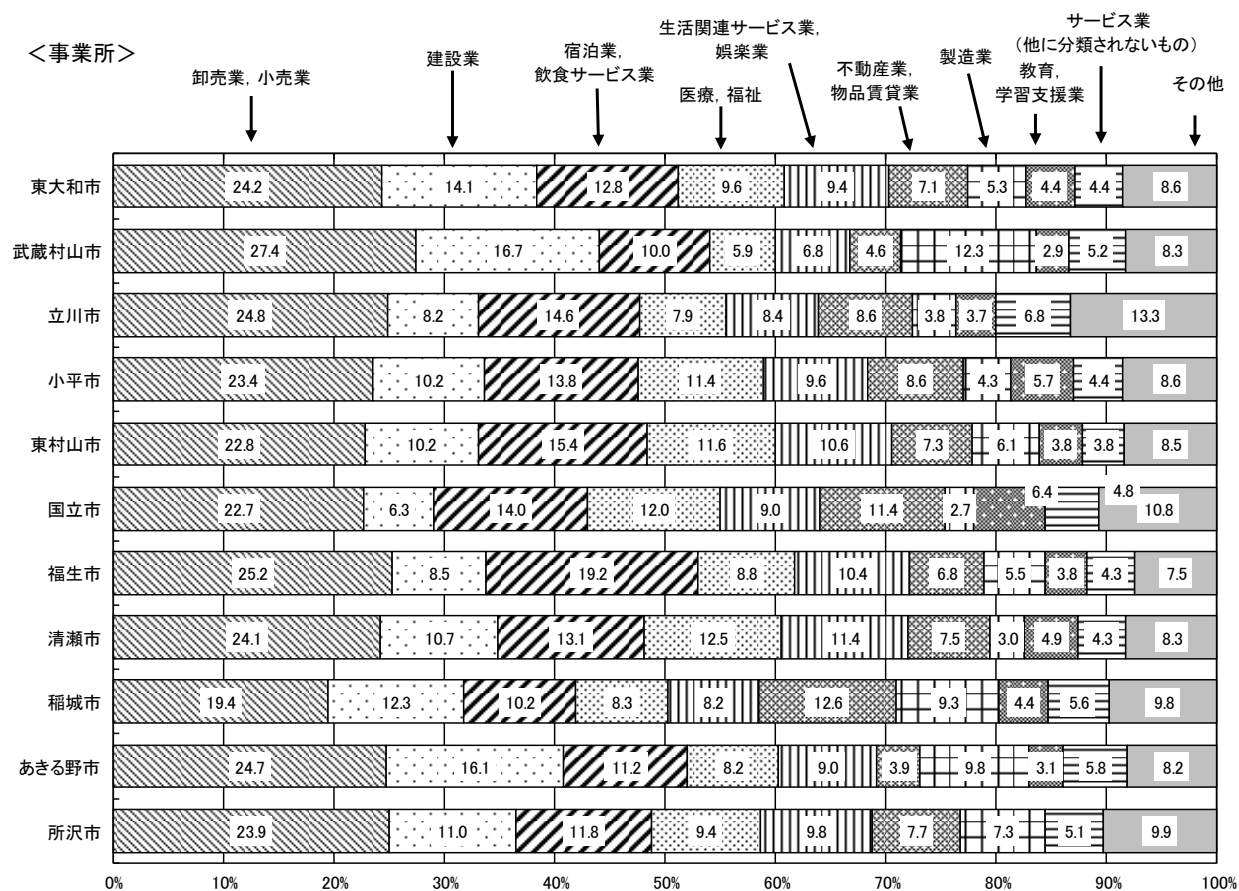 ＜事業所＞
卸売業，小売業
建設業
宿泊業，
飲食サービス業
医療，福祉
生活関連サービス業，
娯楽業
不動産業，
物品賃貸業
製造業
教育，
学習支援業
サービス業
（他に分類されないもの）
その他
東大和市 24.2 14.1 12.8 9.6 9.4 7.1 5.3 4.4 4.4 8.6
武蔵村山市 27.4 16.7 10.0 5.9 6.8 4.6 12.3 2.9 5.2 8.3
立川市 24.8 8.2 14.6 7.9 8.4 8.6 3.8 3.7 6.8 13.3
小平市 23.4 10.2 13.8 11.4 9.6 8.6 4.3 5.7 4.4 8.6
東村山市 22.8 10.2 15.4 11.6 10.6 7.3 6.1 3.8 3.8 8.5
国立市 22.7 6.3 14.0 12.0 9.0 11.4 2.7 6.4 4.8 10.8
福生市 25.2 8.5 19.2 8.8 10.4 6.8 5.5 3.8 4.3 7.5
清瀬市 24.1 10.7 13.1 12.5 11.4 7.5 3.0 4.9 4.3 8.3
稲城市 19.4 12.3 10.2 8.3 8.2 12.6 9.3 4.4 5.6 9.8
あきる野市 24.7 16.1 11.2 8.2 9.0 3.9 9.8 3.1 5.8 8.2
所沢市 23.9 11.0 11.8 9.4 9.8 7.7 7.3 5.1 9.9
0% 10% 20% 30% 40% 50% 60% 70% 80% 90% 100%